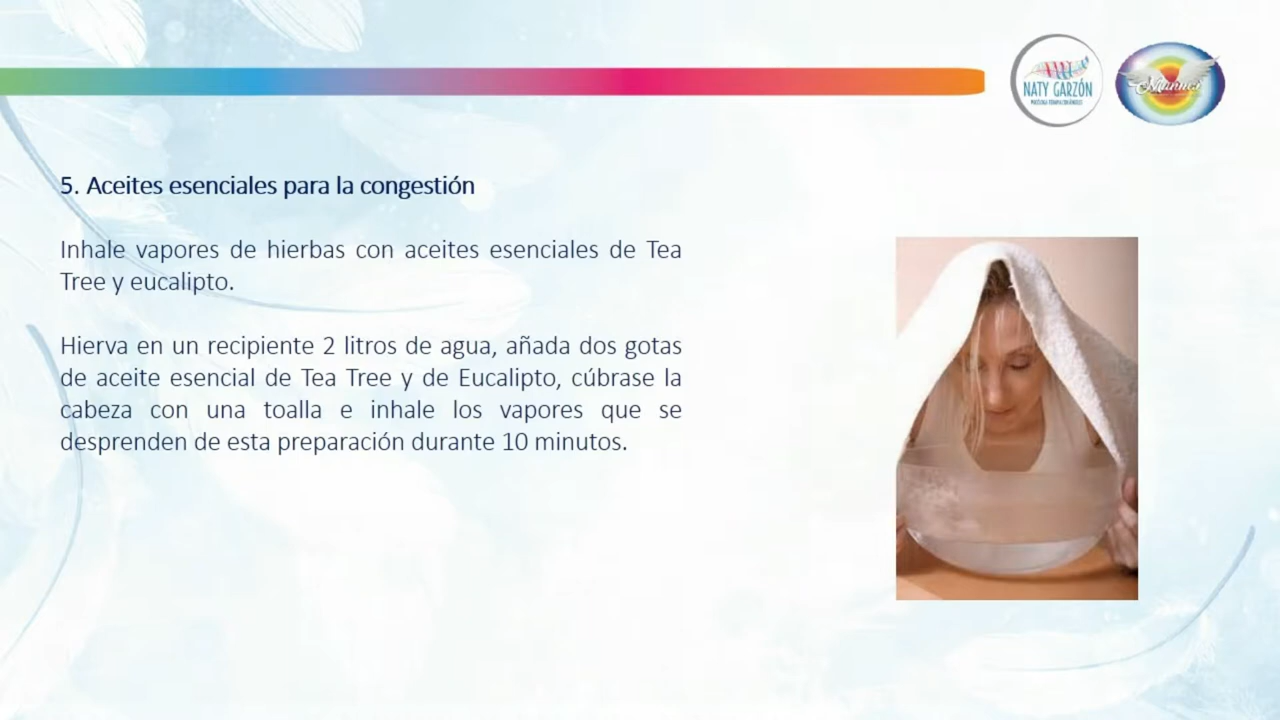 NATY GARZÓN
5. Aceites esenciales para la congestión
Inhale vapores de hierbas con aceites esenciales de Tea
Tree y eucalipto.
Hierva en un recipiente 2 litros de agua, añada dos gotas
de aceite esencial de Tea Tree y de Eucalipto, cúbrase la
cabeza con una toalla e inhale los vapores que se
desprenden de esta preparación durante 10 minutos.